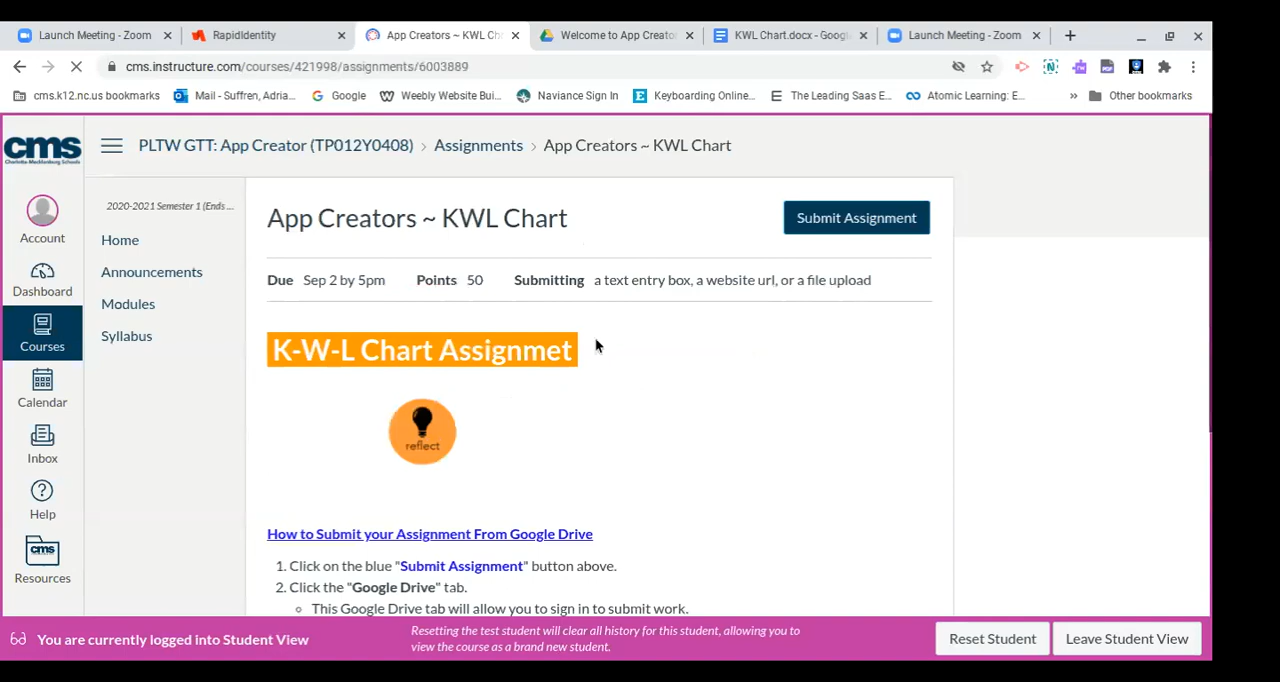 Launch Meeting - Zoom
RapidIdentity
App Creators ~ KWL Ch
Welcome to App Creato
KWL Chart.docx - Googl
Launch Meeting - Zoom
cms.instructure.com/courses/421998/assignments/6003889
cms.k12.nc.us bookmarks
Mail - Suffren, Adria...
Google
Weebly Website Bui...
Naviance Sign In
Keyboarding Online...
The Leading SaaS E...
Atomic Learning: E...
»
Other bookmarks
cms
Charlotte-Mecklenburg Schools
PLTW GTT: App Creator (TP012Y0408) › Assignments › App Creators ~ KWL Chart
Account
Dashboard
Courses
Calendar
Inbox
Help
cms
Resources
2020-2021 Semester 1 (Ends ...
Home
Announcements
Modules
Syllabus
App Creators ~ KWL Chart
Submit Assignment
Due Sep 2 by 5pm Points 50 Submitting a text entry box, a website url, or a file upload
K-W-L Chart Assignmet
reflect
How to Submit your Assignment From Google Drive
1. Click on the blue "Submit Assignment" button above.
2. Click the "Google Drive" tab.
This Google Drive tab will allow you to sign in to submit work.
You are currently logged into Student View
Resetting the test student will clear all history for this student, allowing you to
view the course as a brand new student.
Reset Student
Leave Student View